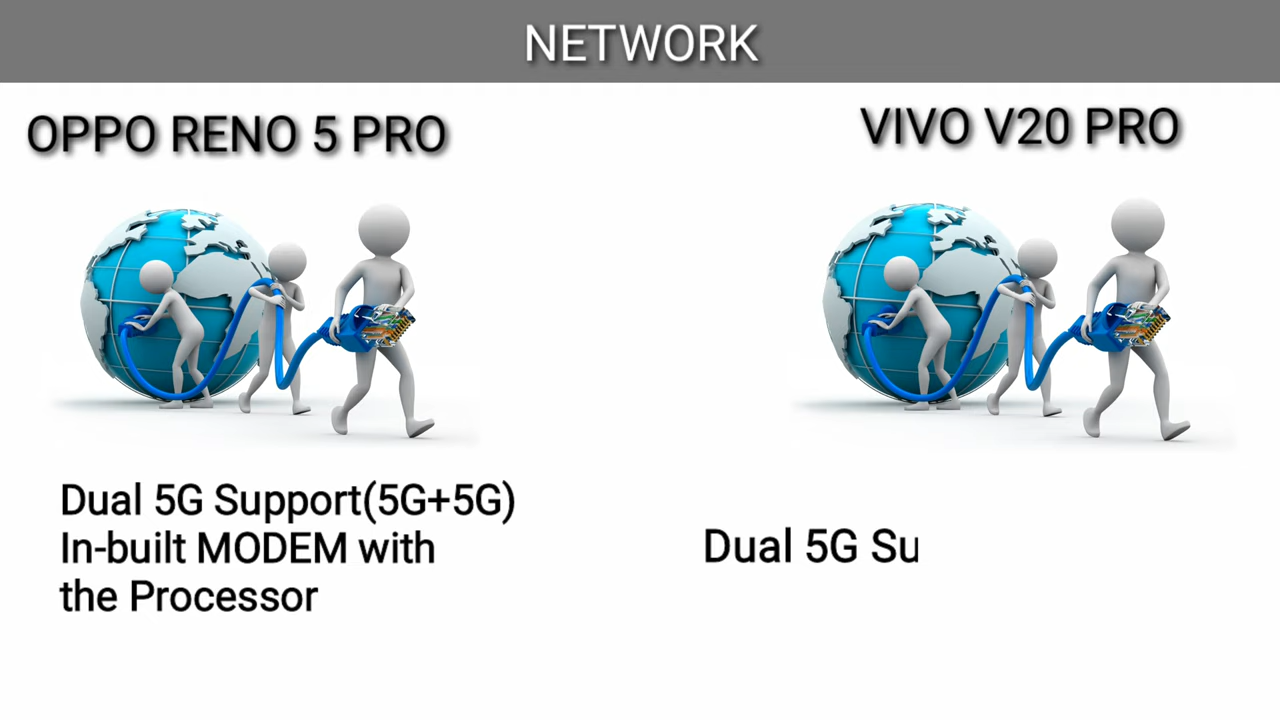 NETWORK
OPPO RENO 5 PRO
VIVO V20 PRO
Dual 5G Support(5G+5G)
In-built MODEM with
the Processor
Dual 5G Su